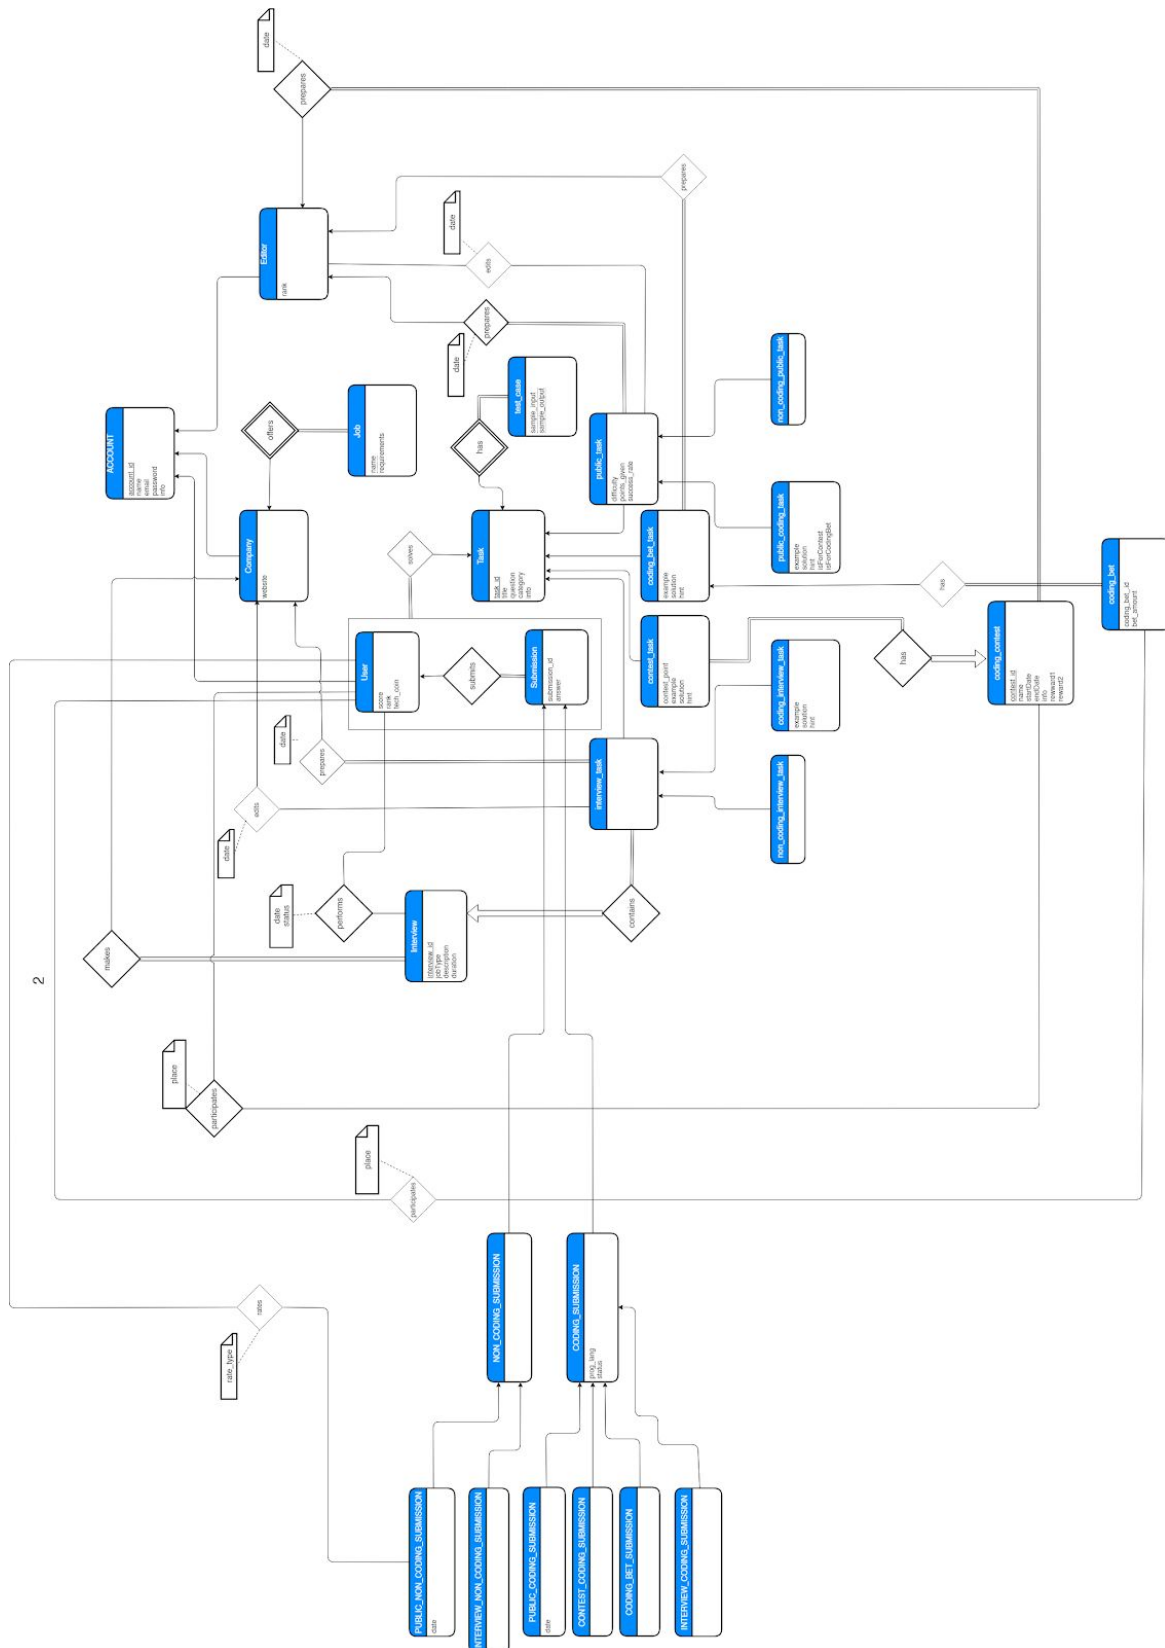 date
prepares
Editor
rank
prepares
date
edits
prepares
date
ACCOUNT
account_id
name
email
password
info
offers
Job
name
requirements
test_case
sample_input
sample_output
has
non_coding_public_task
public_task
difficulty
points_given
success_rate
Company
website
solves
Task
task_id
title
question
category
info
coding_bet_task
example
solution
hint
public_coding_task
example
solution
hint
isForContest
isForCodingBet
has
coding_bet
coding_bet_id
bet_amount
User
score
rank
tech_coin
submits
Submission
submission_id
answer
contest_task
contest_point
example
solution
hint
has
coding_contest
contest_id
name
startDate
endDate
info
rewward1
reward2
coding_interview_task
example
solution
hint
date
prepares
interview_task
non_coding_interview_task
edits
date
date
status
performs
Interview
interview_id
jobType
description
duration
contains
makes
2
place
participates
place
participates
NON_CODING_SUBMISSION
CODING_SUBMISSION
prog_lang
status
rates
rate_type
PUBLIC_NON_CODING_SUBMISSION
date
INTERVIEW_NON_CODING_SUBMISSION
PUBLIC_CODING_SUBMISSION
date
CONTEST_CODING_SUBMISSION
CODING_BET_SUBMISSION
INTERVIEW_CODING_SUBMISSION